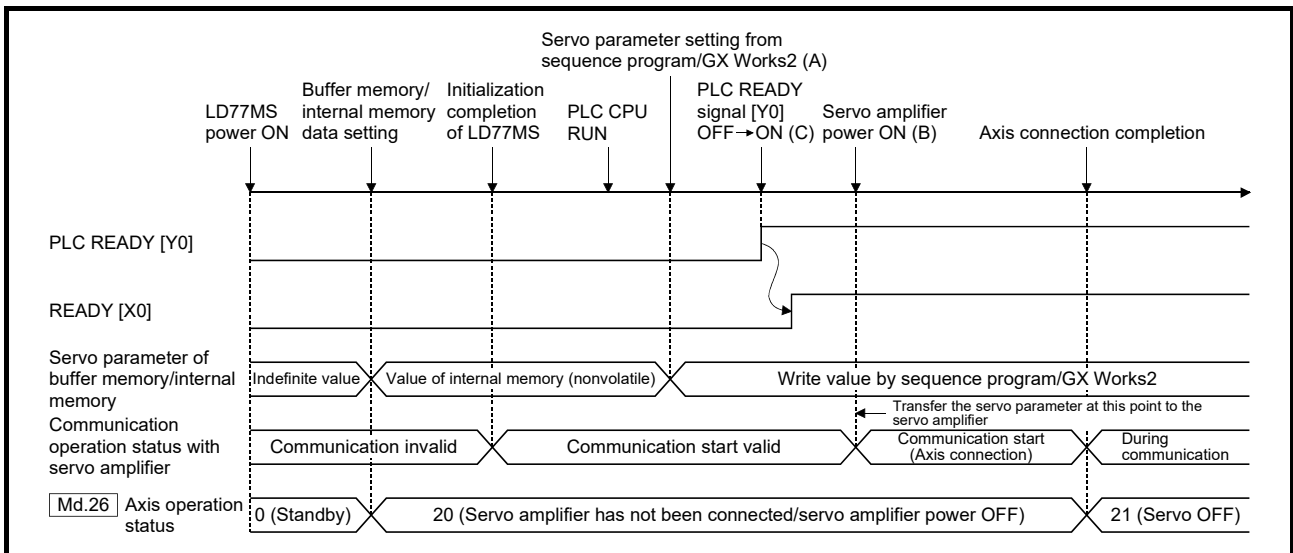 Servo parameter setting from
sequence program/GX Works2 (A)
LD77MS
power ON
Buffer memory/
internal memory
data setting
Initialization
completion
of LD77MS
PLC CPU
RUN
PLC READY
signal [Y0]
OFF→ON (C)
Servo amplifier
power ON (B)
Axis connection completion
PLC READY [Y0]
READY [X0]
Servo parameter of
buffer memory/internal
memory
Indefinite value
Value of internal memory (nonvolatile)
Write value by sequence program/GX Works2
Transfer the servo parameter at this point to the
servo amplifier
Communication
operation status with
servo amplifier
Communication invalid
Communication start valid
Communication start
(Axis connection)
During
communication
Md.26 Axis operation
status
0 (Standby)
20 (Servo amplifier has not been connected/servo amplifier power OFF)
21 (Servo OFF)